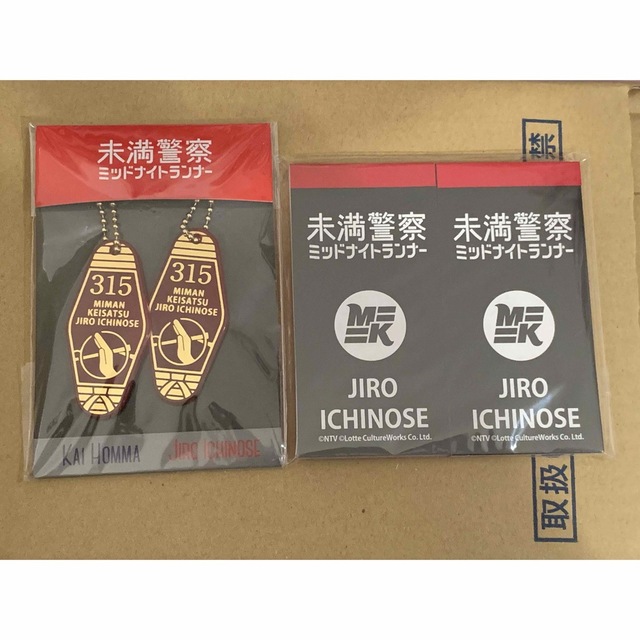 未満警察
ミッドナイトランナー
315
MIMAN
KEISATSU
JIRO ICHINOSE
315
MIMAN
KEISATSU
JIRO ICHINOSE
KAI HOMMA
JIRO ICHINOSE
未満警察
ミッドナイトランナー
MK
JIRO
ICHINOSE
©NTV ©Lotte CultureWorks Co. Ltd.
未満警察
ミッドナイトランナー
MK
JIRO
ICHINOSE
©NTV ©Lotte CultureWorks Co. Ltd.
禁
取扱